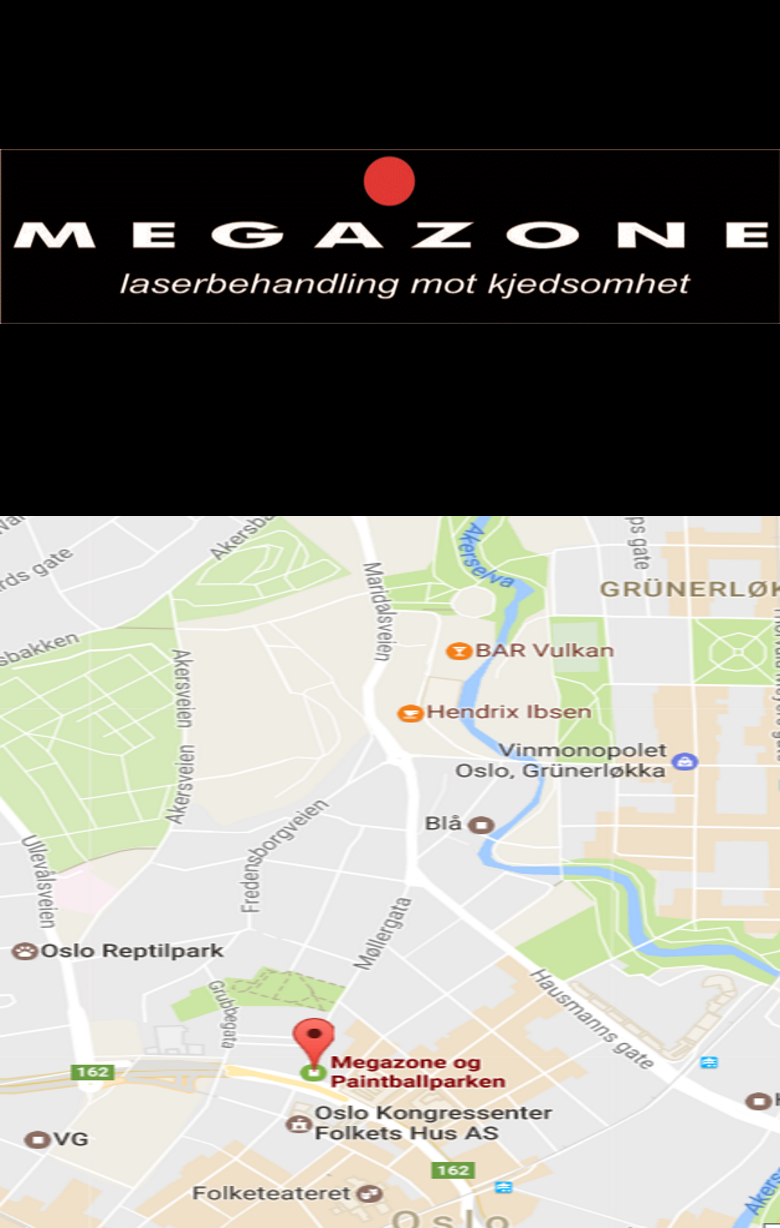 MEGAZONE
laserbehandling mot kjedsomhet
Akersba
rds gate
Akerselva
ps gate
Maridalsveien
GRÜNERLØK
sbakken
Akersveien
BAR Vulkan
Hendrix Ibsen
Vinmonopolet
Oslo, Grünerløkka
Akersveien
Blå
Fredensborgveien
Ullevålsveien
Møllergata
Oslo Reptilpark
Grubbegata
Hausmanns gate
Megazone og
Paintballparken
162
Oslo Kongressenter
Folkets Hus AS
VG
162
Folketeateret
Akers
Oslo